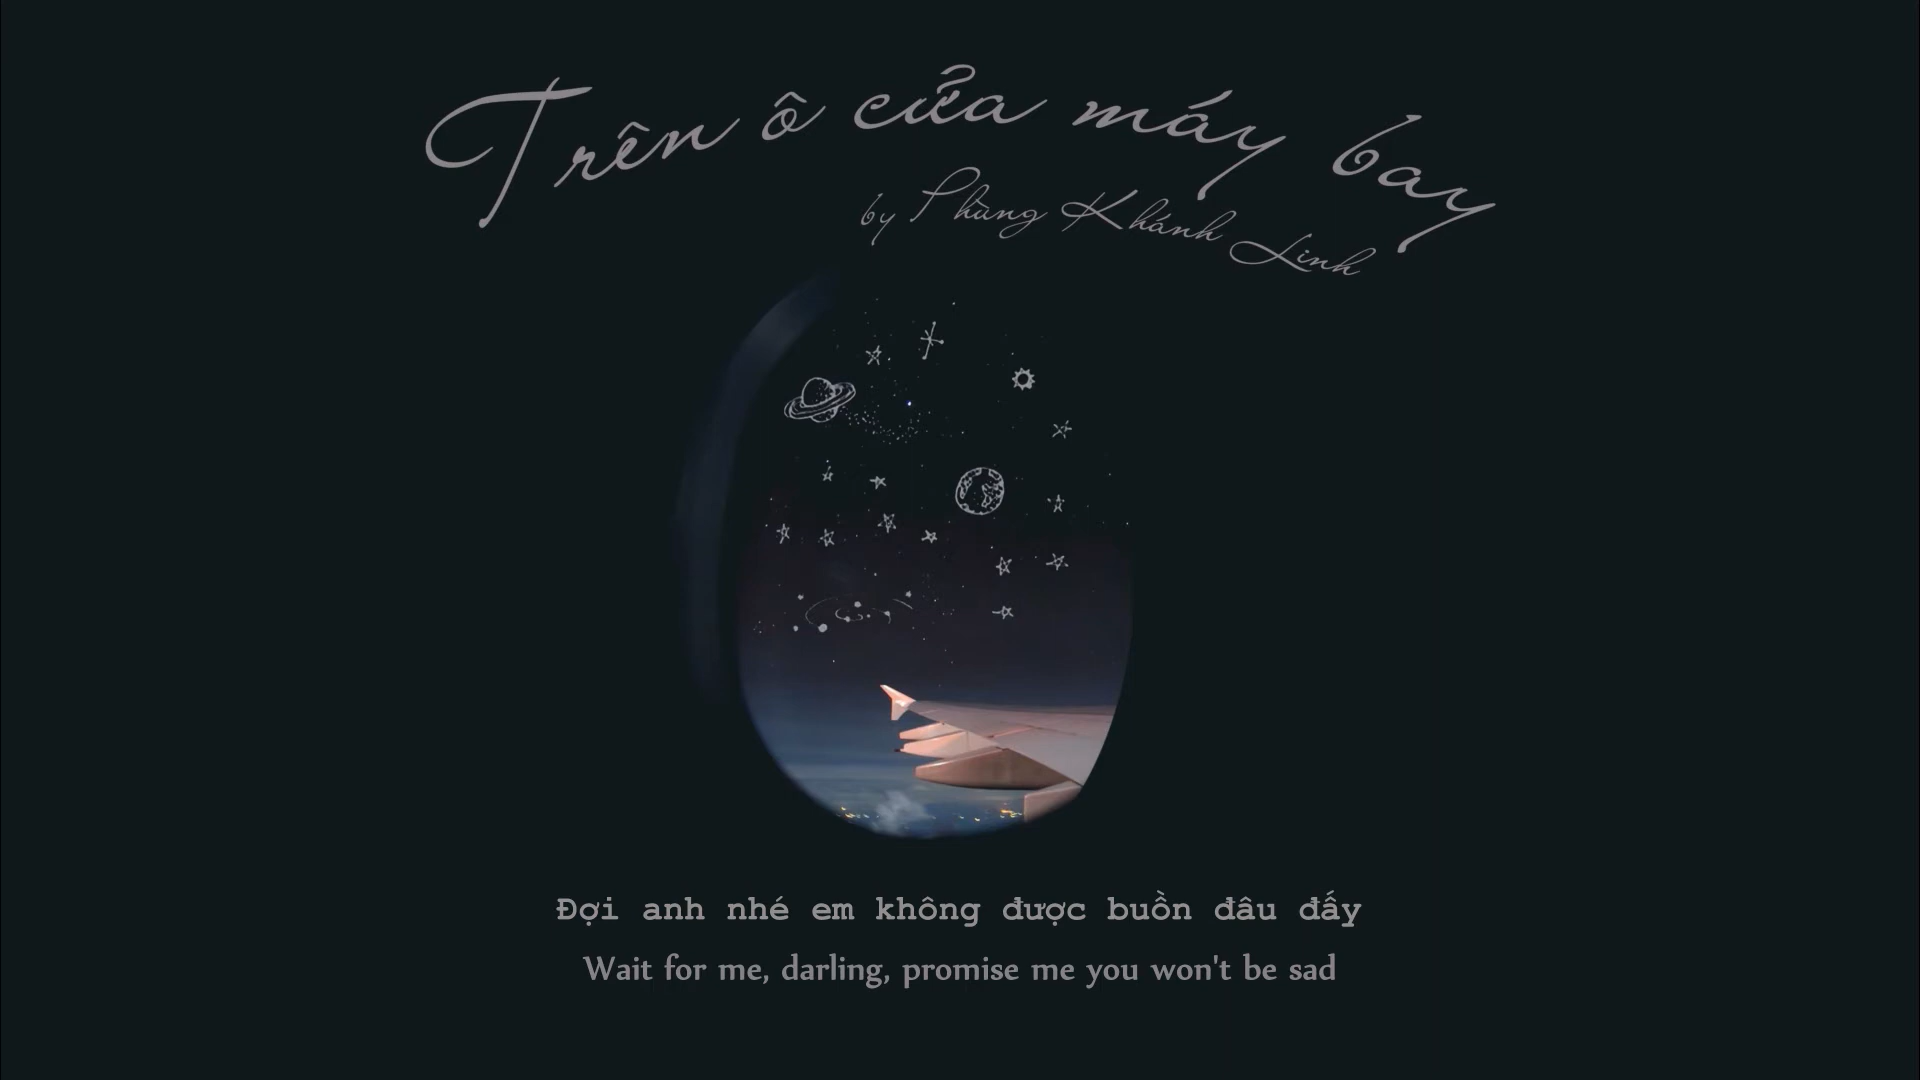 Trên ô cửa máy bay
by Phùng Khánh Linh
Đợi anh nhé em không được buồn đâu đấy
Wait for me, darling, promise me you won't be sad